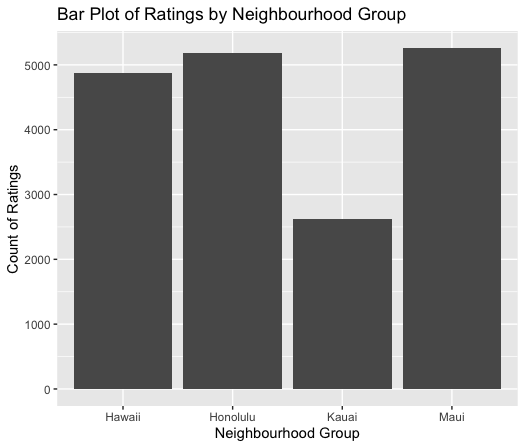 Bar Plot of Ratings by Neighbourhood Group
Count of Ratings
5000
4000
3000
2000
1000
0
Hawaii Honolulu Kauai Maui
Neighbourhood Group